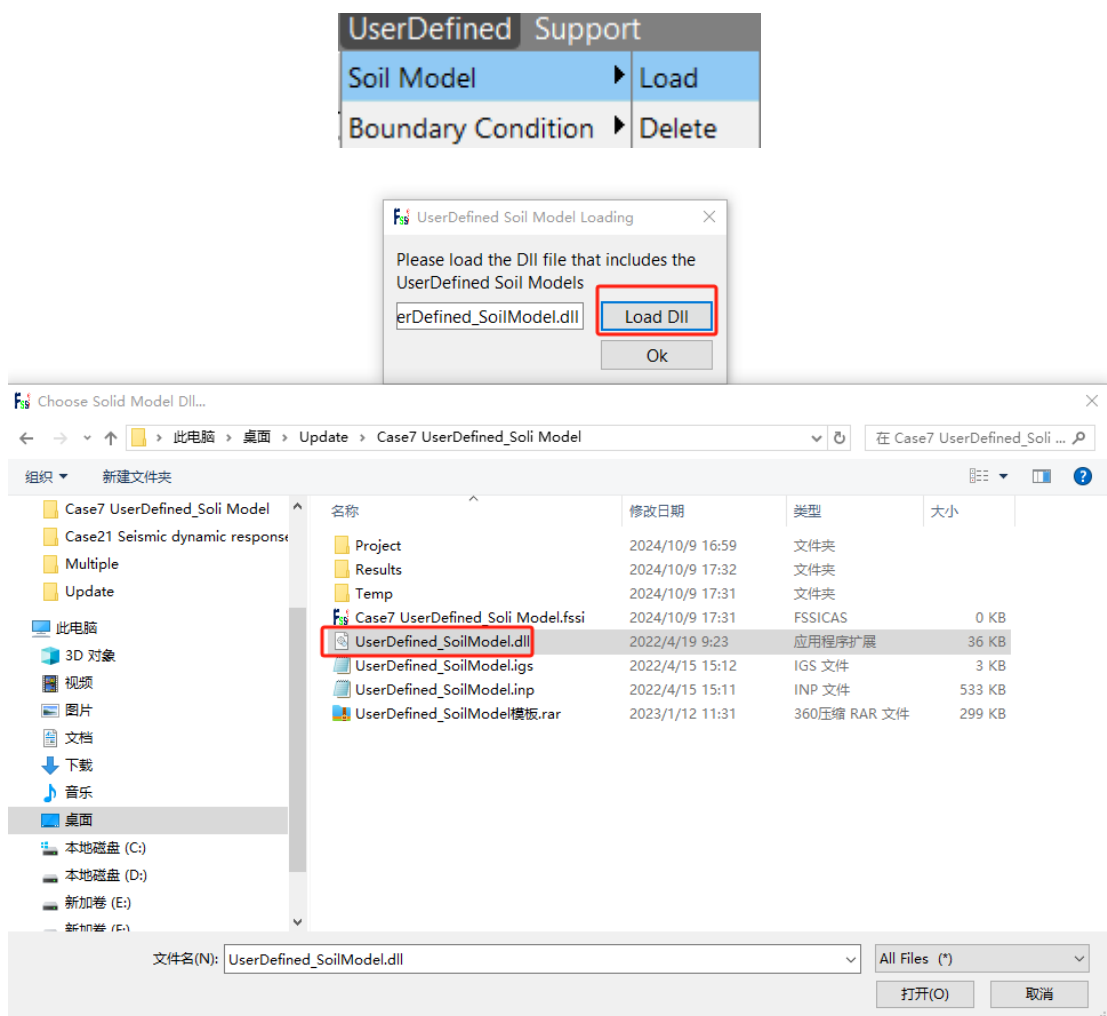 UserDefined Support
Soil Model Load
Boundary Condition Delete
UserDefined Soil Model Loading
Please load the Dll file that includes the
UserDefined Soil Models
erDefined_SoilModel.dll Load Dll
Ok
Choose Solid Model Dll...
此电脑 › 桌面 › Update › Case7 UserDefined_Soli Model 在 Case7 UserDefined_Soli ...
组织 新建文件夹
Case7 UserDefined_Soli Model
Case21 Seismic dynamic response
Multiple
Update
此电脑
3D 对象
视频
图片
文档
下载
音乐
桌面
本地磁盘 (C:)
本地磁盘 (D:)
新加卷 (E:)
新加卷 (F:)
名称 修改日期 类型 大小
Project 2024/10/9 16:59 文件夹
Results 2024/10/9 17:32 文件夹
Temp 2024/10/9 17:31 文件夹
Case7 UserDefined_Soli Model.fssi 2024/10/9 17:31 FSSICAS 0 KB
UserDefined_SoilModel.dll 2022/4/19 9:23 应用程序扩展 36 KB
UserDefined_SoilModel.igs 2022/4/15 15:12 IGS 文件 3 KB
UserDefined_SoilModel.inp 2022/4/15 15:11 INP 文件 533 KB
UserDefined_SoilModel模板.rar 2023/1/12 11:31 360压缩 RAR 文件 299 KB
文件名(N): UserDefined_SoilModel.dll All Files (*)
打开(O) 取消